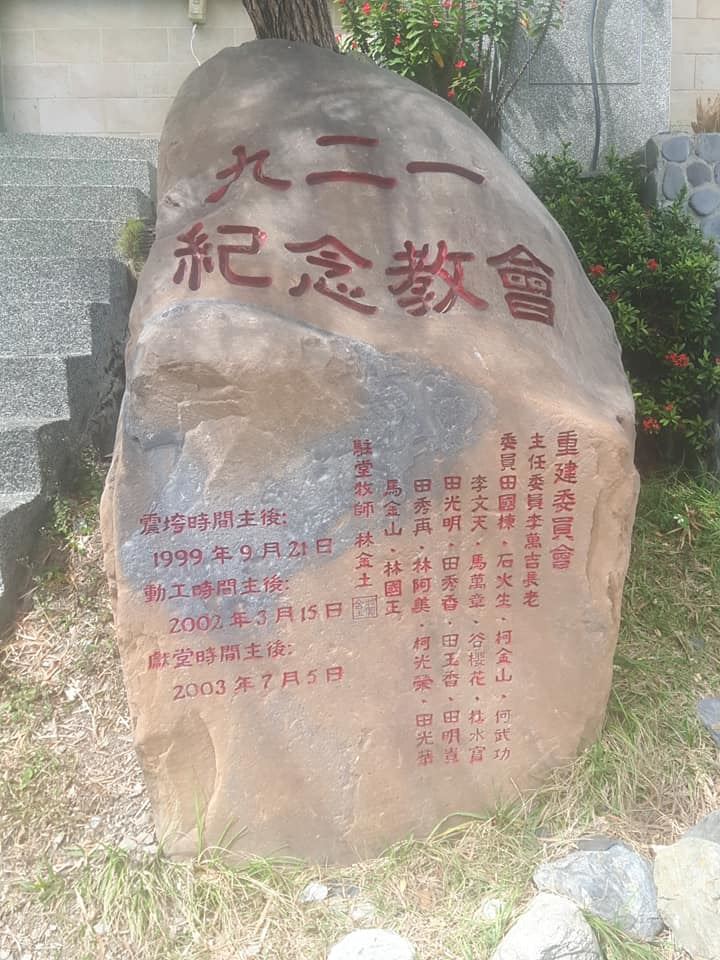 九二一
紀念教會
重建委員會
主任委員李萬吉長老
委員田國棟、石火生、柯金山、何武功
李文天、馬萬章、谷櫻花、杜水寶
田光明、田秀香、田玉香、田明喜
田秀再、林阿美、柯光榮、田光華
馬金山、林國正
駐堂牧師 林金土
震垮時間主後:
1999年9月21日
動工時間主後:
2002年3月15日
獻堂時間主後:
2003年7月5日